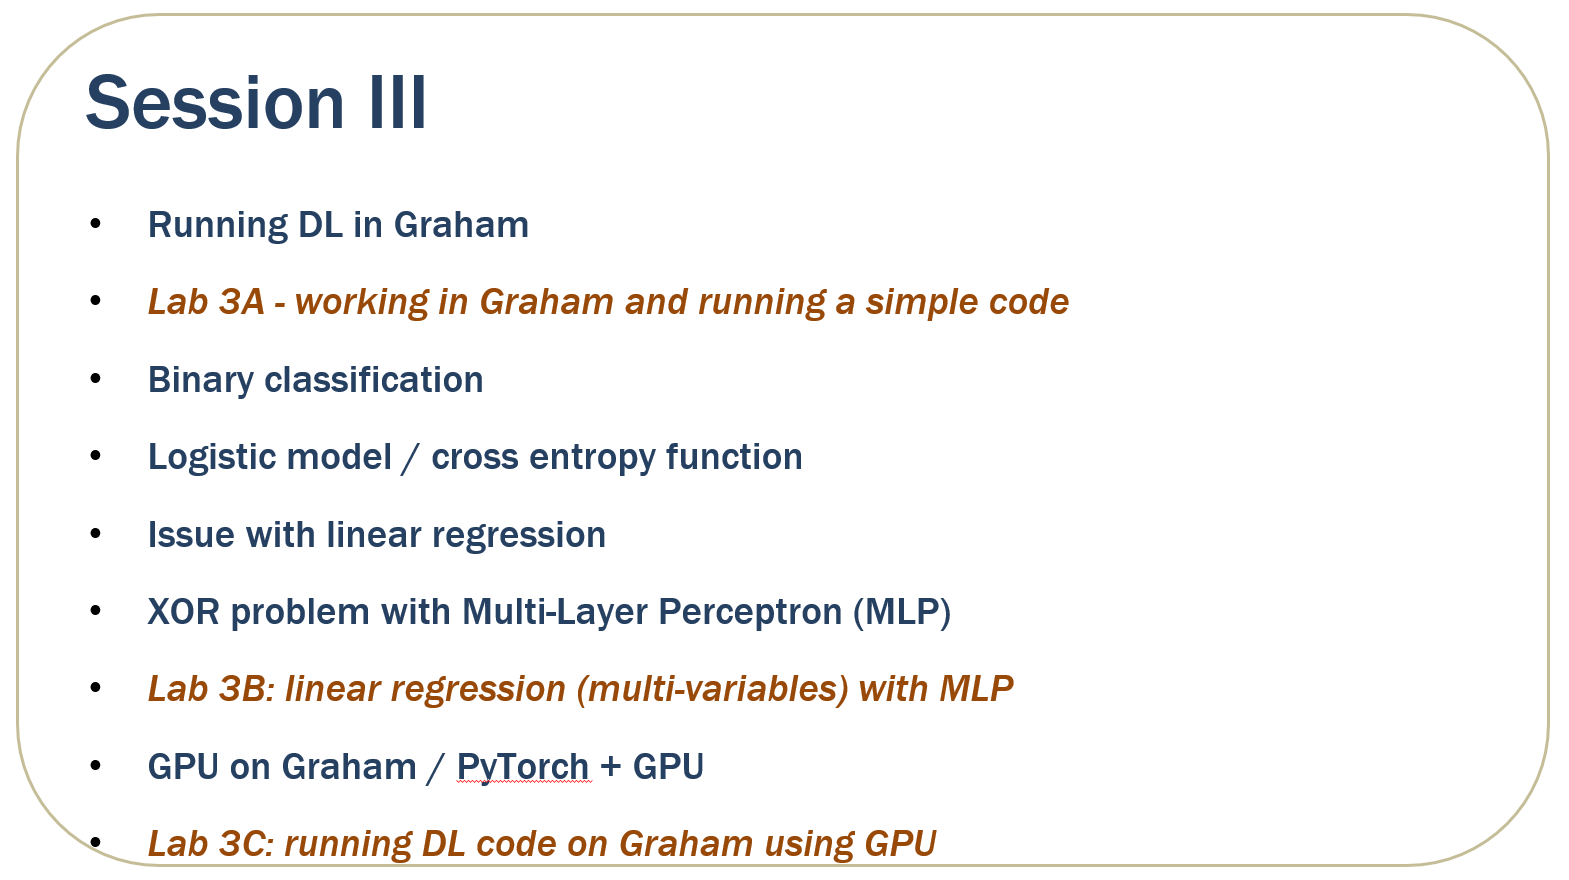 Session III
• Running DL in Graham
• Lab 3A - working in Graham and running a simple code
• Binary classification
• Logistic model / cross entropy function
• Issue with linear regression
• XOR problem with Multi-Layer Perceptron (MLP)
• Lab 3B: linear regression (multi-variables) with MLP
• GPU on Graham / PyTorch + GPU
• Lab 3C: running DL code on Graham using GPU